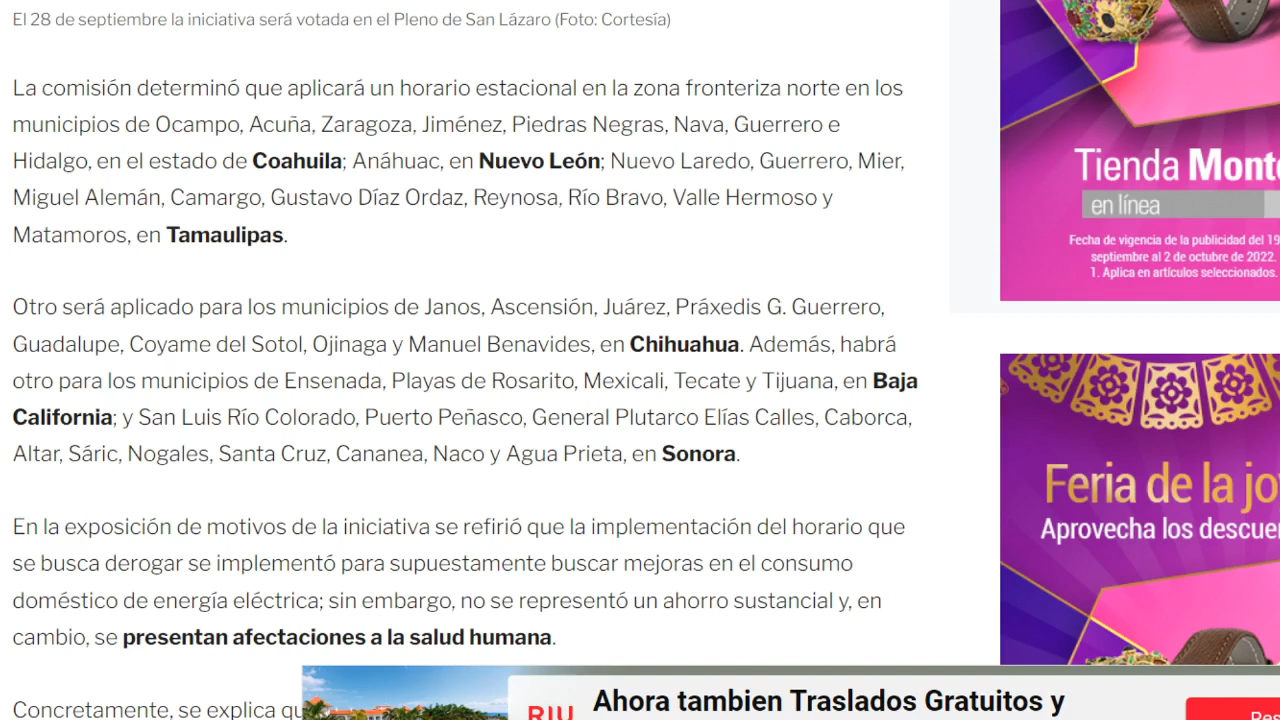 El 28 de septiembre la iniciativa será votada en el Pleno de San Lázaro (Foto: Cortesía)
La comisión determinó que aplicará un horario estacional en la zona fronteriza norte en los
municipios de Ocampo, Acuña, Zaragoza, Jiménez, Piedras Negras, Nava, Guerrero e
Hidalgo, en el estado de Coahuila; Anáhuac, en Nuevo León; Nuevo Laredo, Guerrero, Mier,
Miguel Alemán, Camargo, Gustavo Díaz Ordaz, Reynosa, Río Bravo, Valle Hermoso y
Matamoros, en Tamaulipas.
Otro será aplicado para los municipios de Janos, Ascensión, Juárez, Práxedis G. Guerrero,
Guadalupe, Coyame del Sotol, Ojinaga y Manuel Benavides, en Chihuahua. Además, habrá
otro para los municipios de Ensenada, Playas de Rosarito, Mexicali, Tecate y Tijuana, en Baja
California; y San Luis Río Colorado, Puerto Peñasco, General Plutarco Elías Calles, Caborca,
Altar, Sáric, Nogales, Santa Cruz, Cananea, Naco y Agua Prieta, en Sonora.
En la exposición de motivos de la iniciativa se refirió que la implementación del horario que
se busca derogar se implementó para supuestamente buscar mejoras en el consumo
doméstico de energía eléctrica; sin embargo, no se representó un ahorro sustancial y, en
cambio, se presentan afectaciones a la salud humana.
Concretamente, se explica
Tienda
en línea
Fecha de vigencia de la publicidad del 19
septiembre al 2 de octubre de 2022.
1. Aplica en artículos seleccionados.
Feria de la
Aprovecha los
RIU
Ahora tambien Traslados Gratuitos y